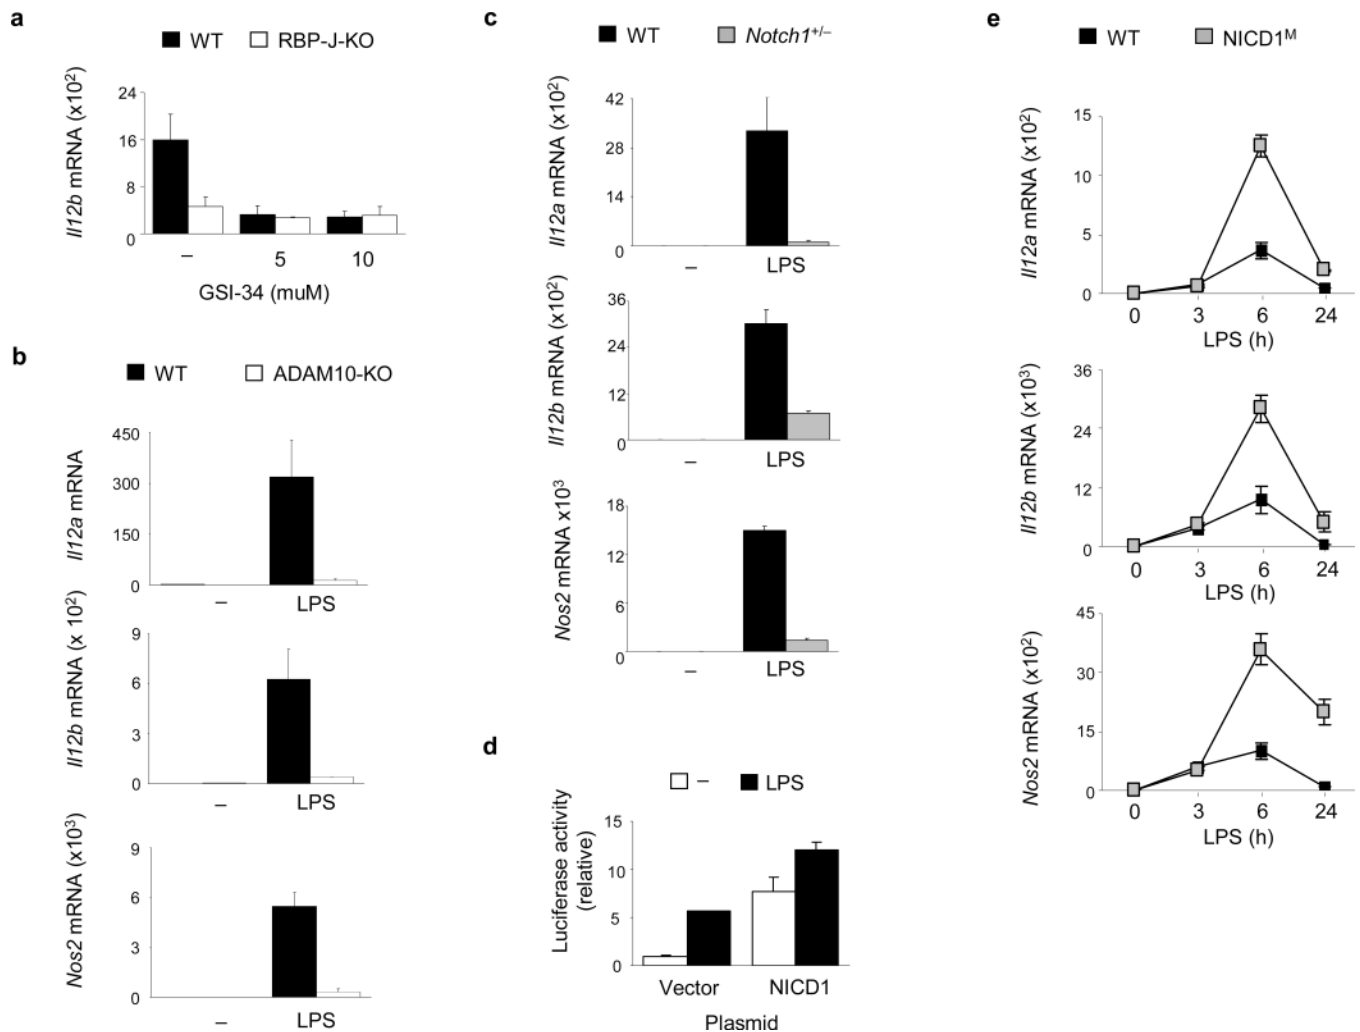 a
WT RBP-J-KO
Il12b mRNA (x10²)
24
16
8
0
– 5 10
GSI-34 (muM)
b
WT ADAM10-KO
Il12a mRNA
450
300
150
0
– LPS
Il12b mRNA (x 10²)
9
6
3
0
– LPS
Nos2 mRNA (x10³)
9
6
3
0
– LPS
c
WT Notch1⁺/⁻
Il12a mRNA (x10²)
42
28
14
0
– LPS
Il12b mRNA (x10²)
36
24
12
0
– LPS
Nos2 mRNA x10³
18
12
6
0
– LPS
d
– LPS
Luciferase activity
(relative)
15
10
5
0
Vector NICD1
Plasmid
e
WT NICD1ᴹ
Il12a mRNA (x10²)
15
10
5
0
0 3 6 24
LPS (h)
Il12b mRNA (x10³)
36
24
12
0
0 3 6 24
LPS (h)
Nos2 mRNA (x10²)
45
30
15
0
0 3 6 24
LPS (h)